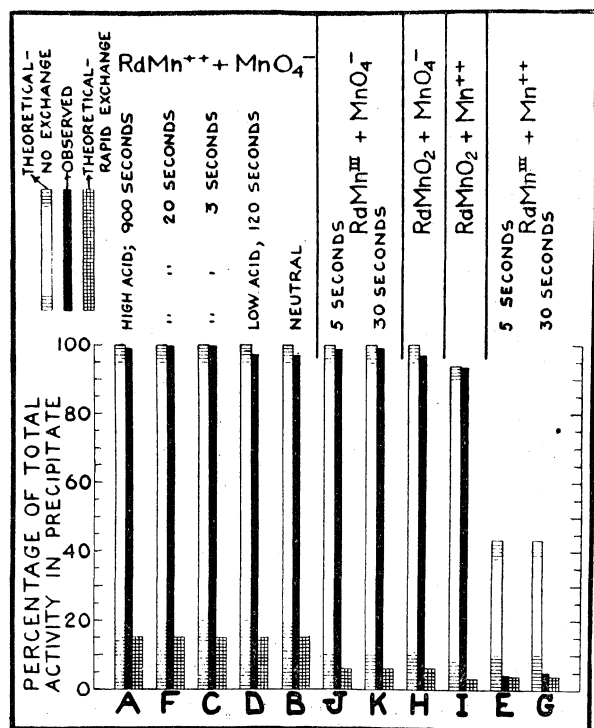 THEORETICAL-
NO EXCHANGE
OBSERVED
THEORETICAL-
RAPID EXCHANGE
RdMn⁺⁺ + MnO₄⁻
HIGH ACID; 900 SECONDS
" " 20 SECONDS
" ' 3 SECONDS
LOW ACID, 120 SECONDS
NEUTRAL
5 SECONDS
RdMnᴵᴵᴵ + MnO₄⁻
30 SECONDS
RdMnO₂ + MnO₄⁻
RdMnO₂ + Mn⁺⁺
5 SECONDS
RdMnᴵᴵᴵ + Mn⁺⁺
30 SECONDS
PERCENTAGE OF TOTAL
ACTIVITY IN PRECIPITATE
100
80
60
40
20
0
A F C D B J K H I E G